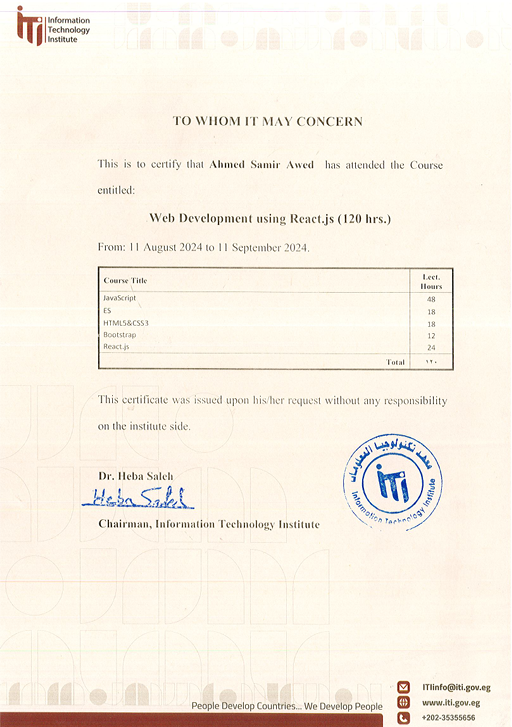 iTi
Information
Technology
Institute
TO WHOM IT MAY CONCERN
This is to certify that Ahmed Samir Awed has attended the Course
entitled:
Web Development using React.js (120 hrs.)
From: 11 August 2024 to 11 September 2024.
Course Title Lect. Hours
JavaScript 48
ES 18
HTML5&CSS3 18
Bootstrap 12
React.js 24
Total ١٢٠
This certificate was issued upon his/her request without any responsibility
on the institute side.
Dr. Heba Saleh
Heba Saleh
Chairman, Information Technology Institute
معهد تكنولوجيا المعلومات
iTi
Information Technology Institute
People Develop Countries... We Develop People
ITIinfo@iti.gov.eg
www.iti.gov.eg
+202-35355656